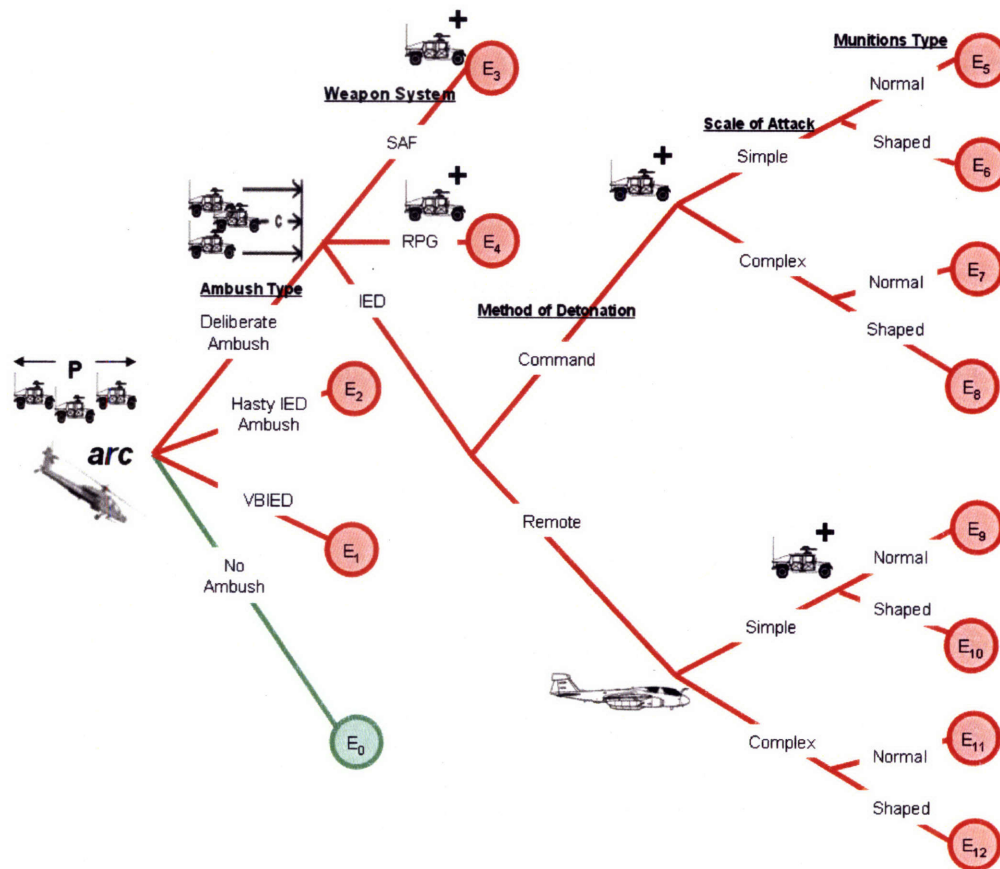 Munitions Type
E5
Normal
Weapon System
E3
Scale of Attack
SAF
Simple
Shaped
E6
C
RPG
E4
Complex
Normal
E7
Ambush Type
IED
Method of Detonation
Shaped
Deliberate
Ambush
Command
E8
P
Hasty IED
Ambush
E2
arc
VBIED
E1
Remote
E9
Normal
No
Ambush
Simple
Shaped
E10
E0
Complex
Normal
E11
Shaped
E12